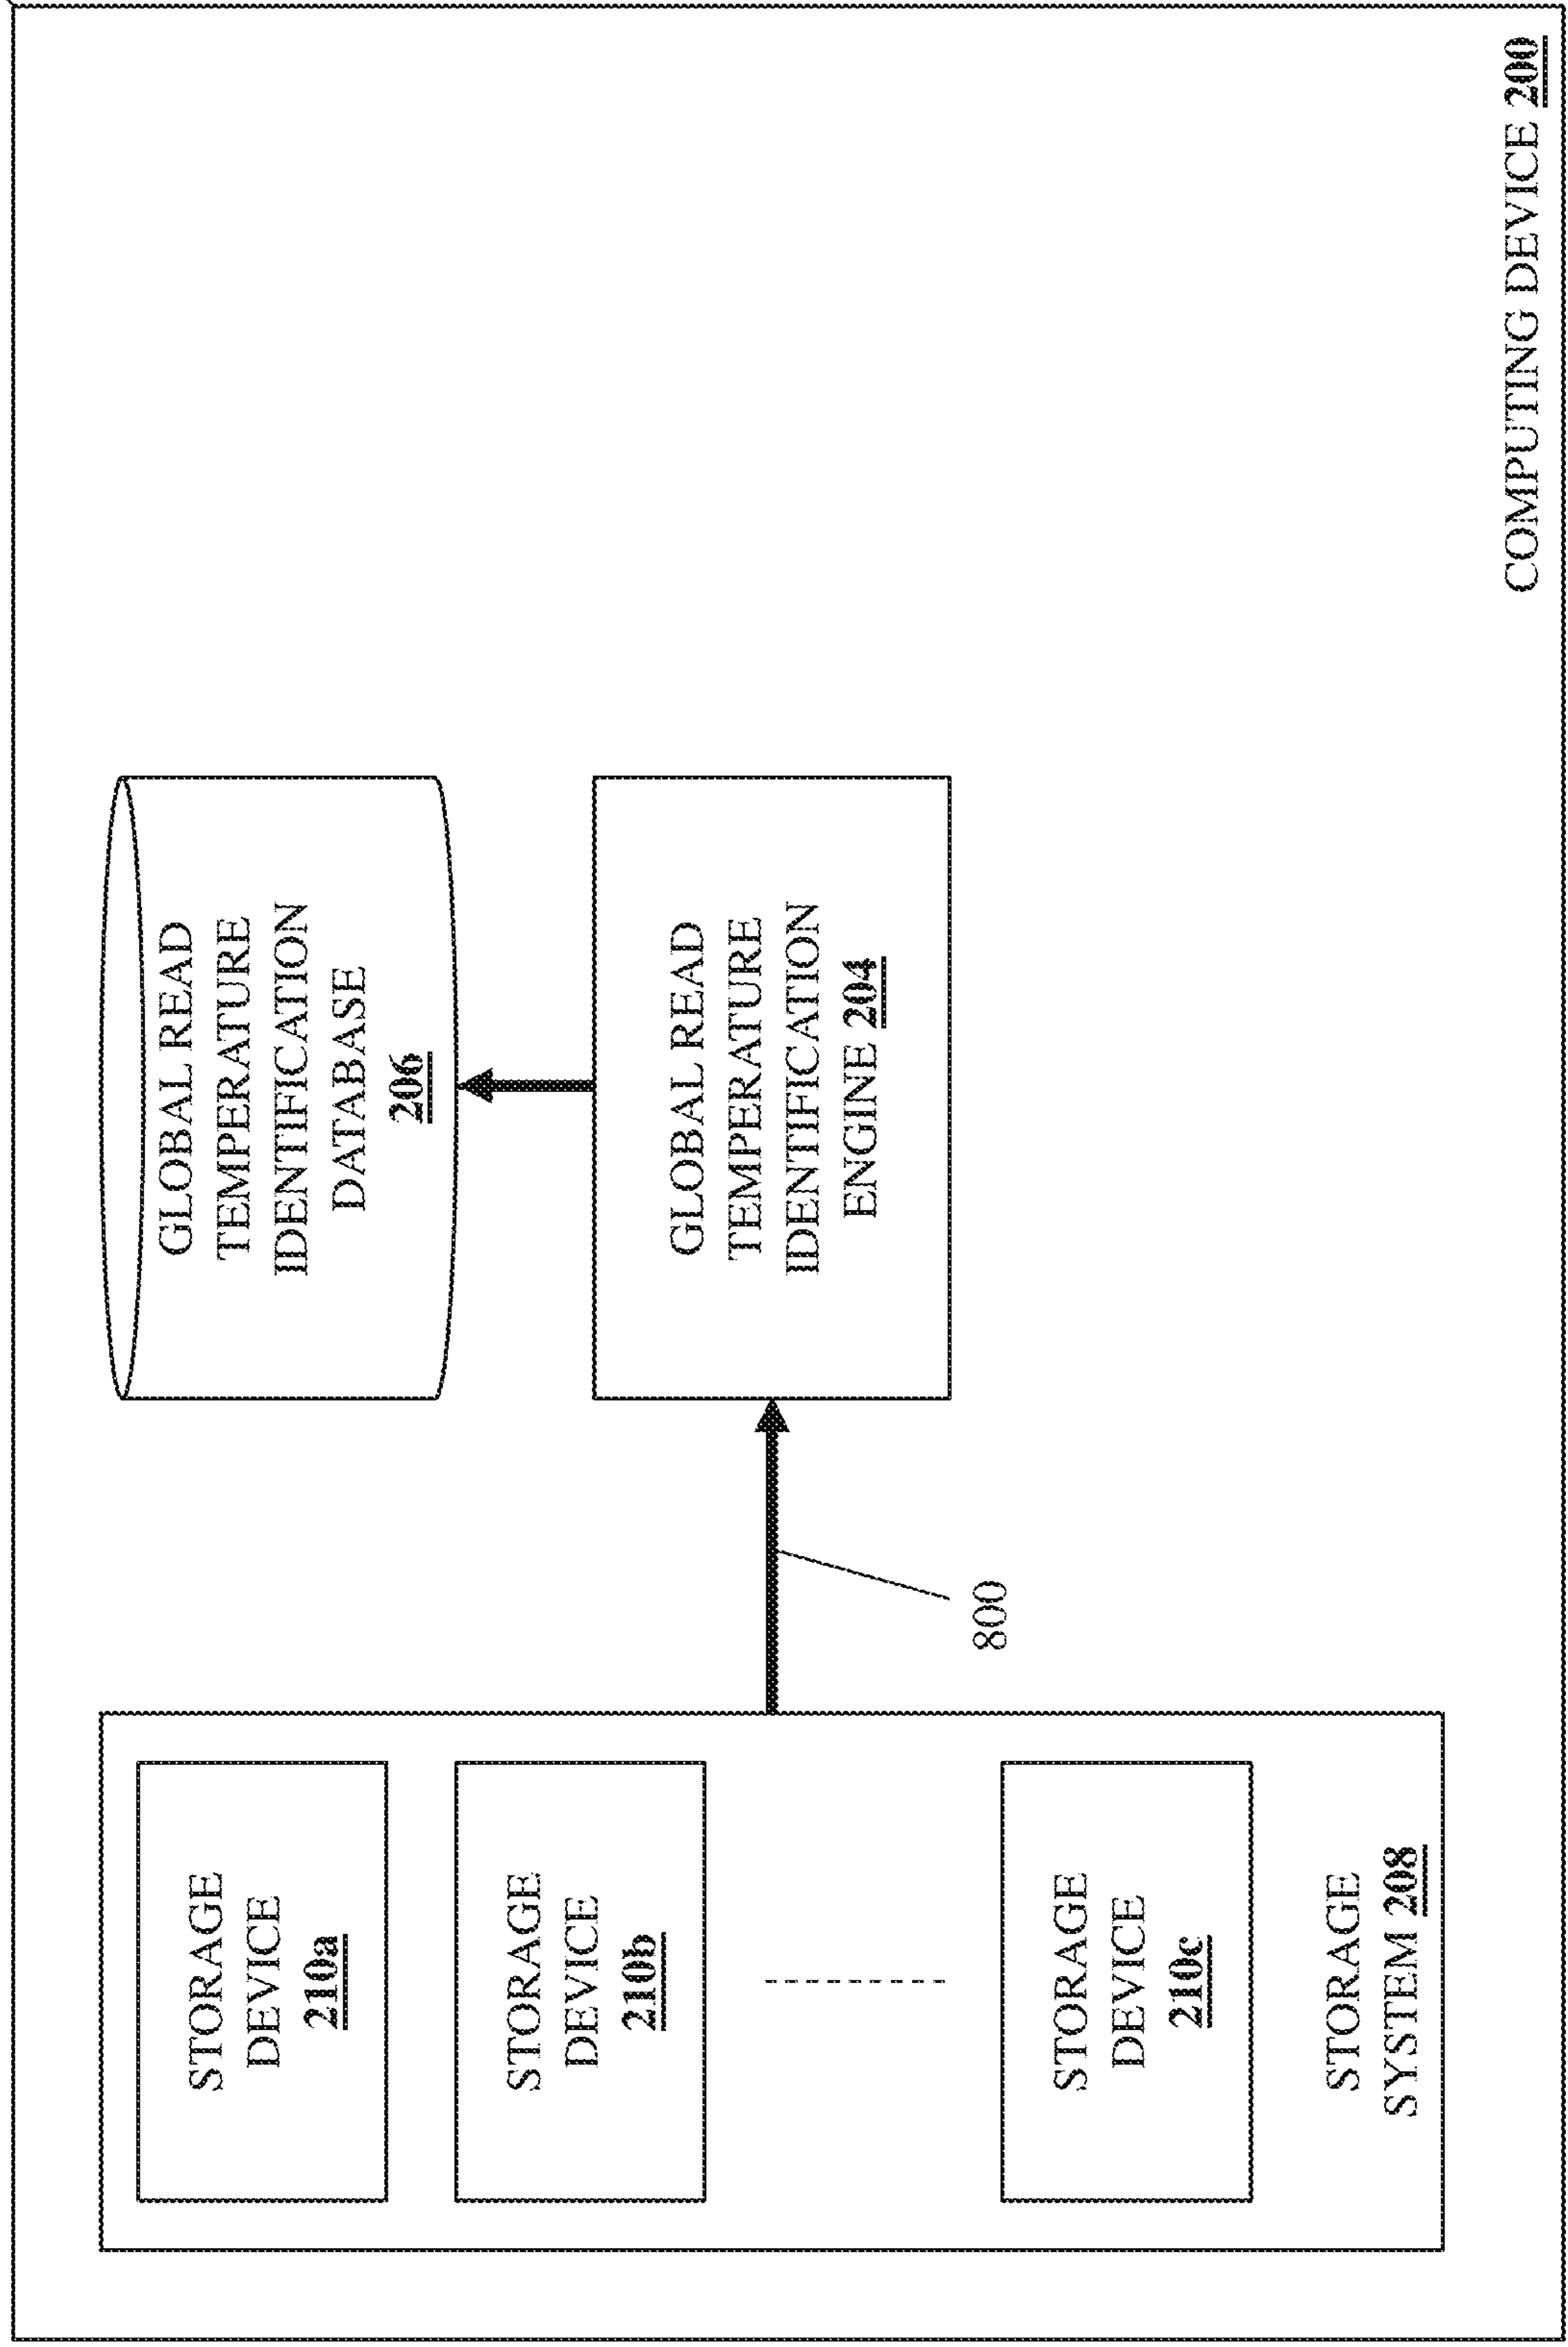 STORAGE
DEVICE
210a
STORAGE
DEVICE
210b
STORAGE
DEVICE
210c
STORAGE
SYSTEM 208
800
GLOBAL READ
TEMPERATURE
IDENTIFICATION
DATABASE
206
GLOBAL READ
TEMPERATURE
IDENTIFICATION
ENGINE 204
COMPUTING DEVICE 200